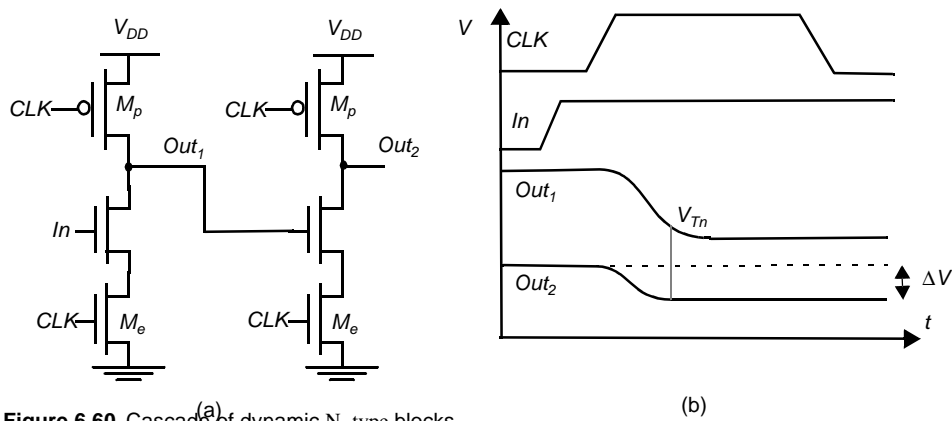 V_DD
V_DD
CLK
M_p
CLK
M_p
Out_1
Out_2
In
CLK
M_e
CLK
M_e
(a)
V
CLK
In
Out_1
V_Tn
Out_2
ΔV
t
(b)
Figure 6.60 Cascade of dynamic N-type blocks